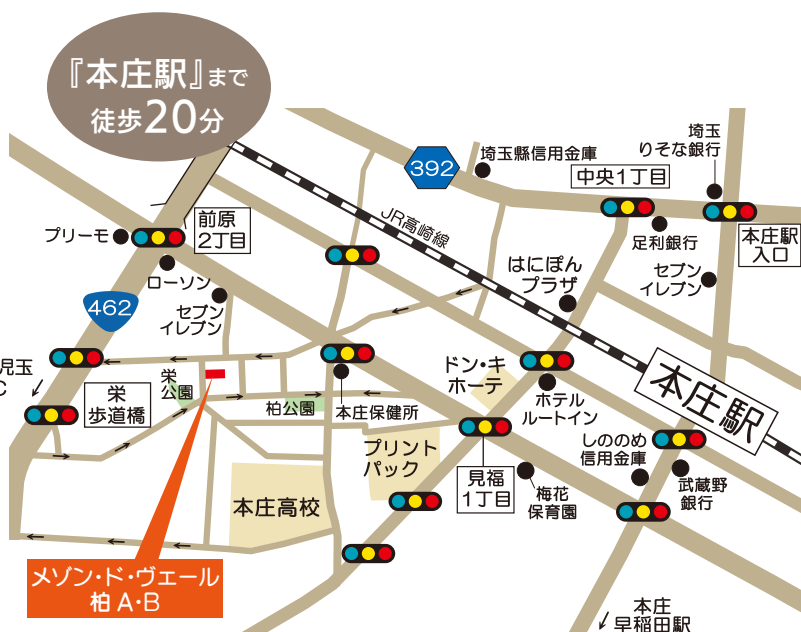 『本庄駅』まで
徒歩20分
392
埼玉縣信用金庫
埼玉
りそな銀行
中央1丁目
足利銀行
本庄駅
入口
JR高崎線
前原
2丁目
プリーモ
ローソン
セブン
イレブン
はにぽん
プラザ
セブン
イレブン
462
児玉
C
栄
歩道橋
栄
公園
柏公園
本庄保健所
ドン・キ
ホーテ
ホテル
ルートイン
本庄駅
しののめ
信用金庫
武蔵野
銀行
プリント
パック
見福
1丁目
梅花
保育園
本庄高校
メゾン・ド・ヴェール
柏 A・B
本庄
早稲田駅